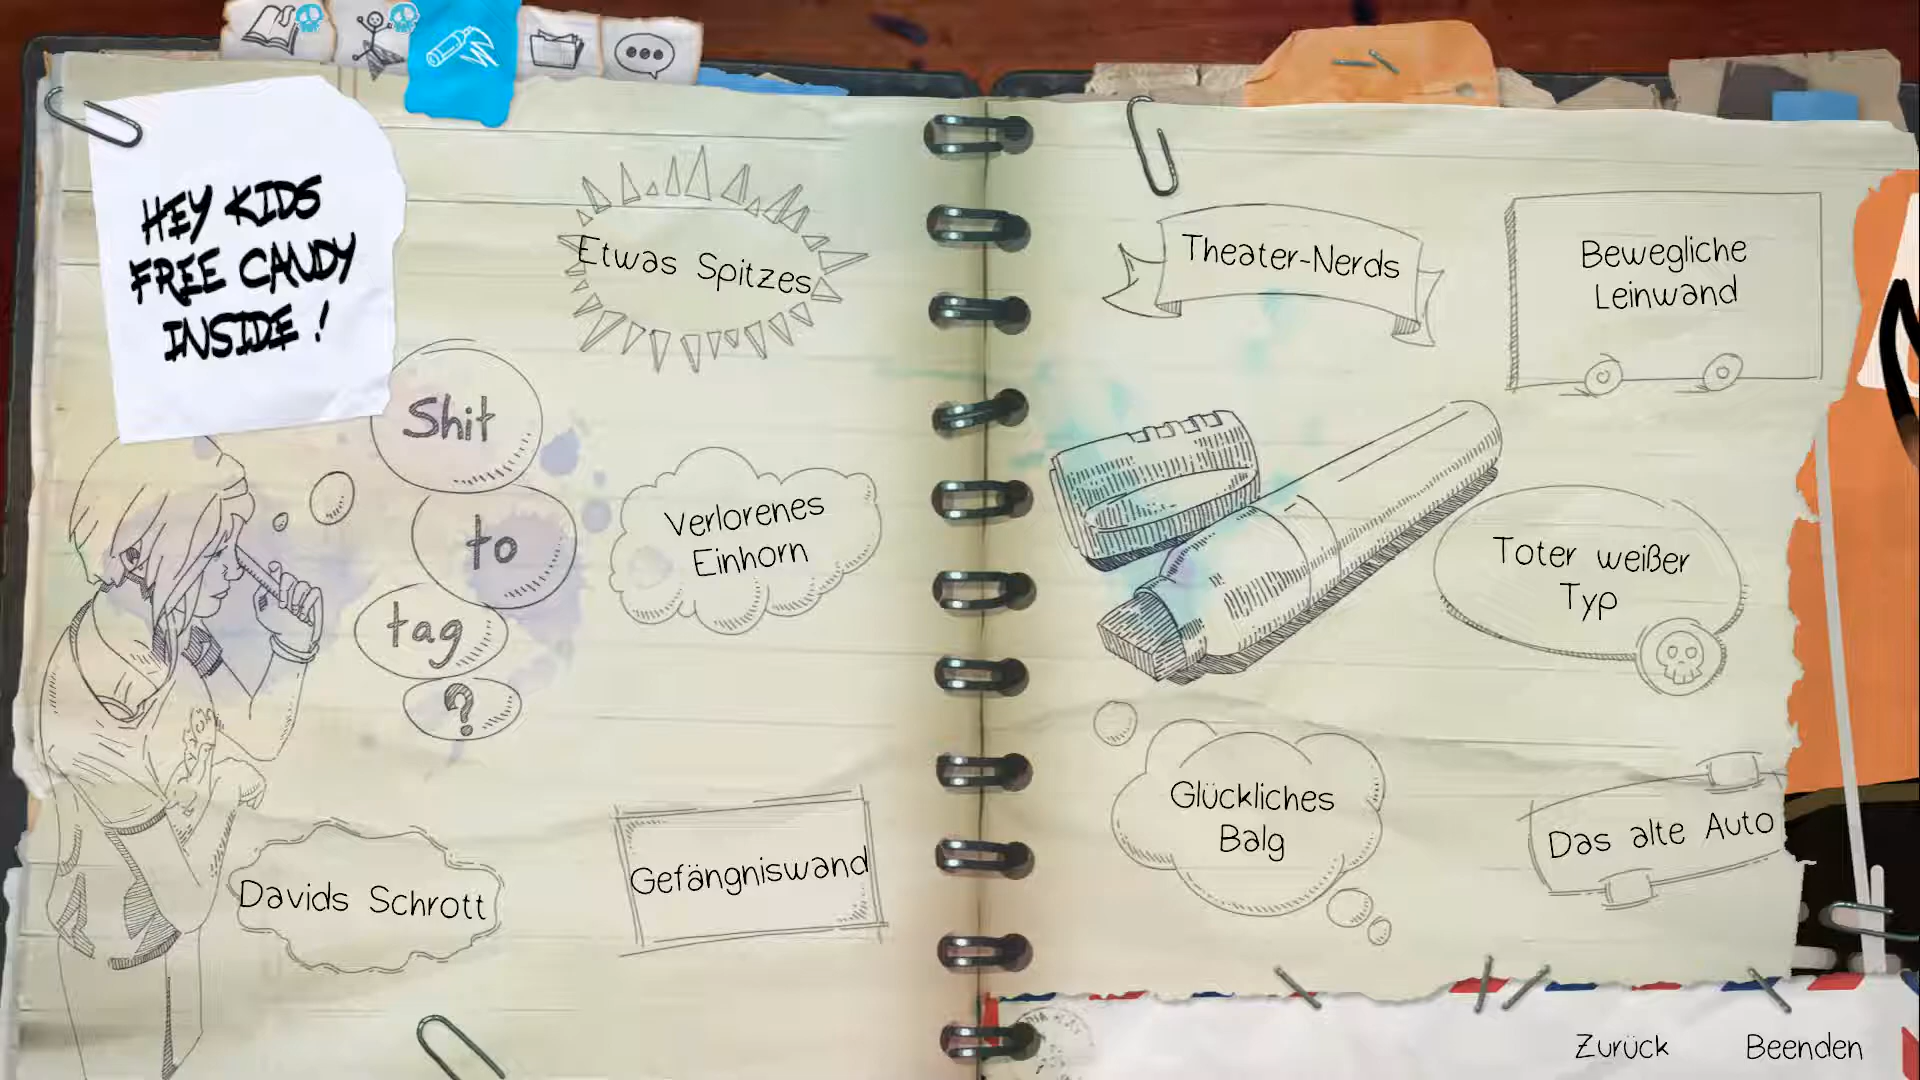 HEY KIDS
FREE CANDY
INSIDE!
Shit
to
tag
?
Etwas Spitzes
Verlorenes
Einhorn
Davids Schrott
Gefängniswand
Theater-Nerds
Bewegliche
Leinwand
Toter weißer
Typ
Glückliches
Balg
Das alte Auto
Zurück
Beenden